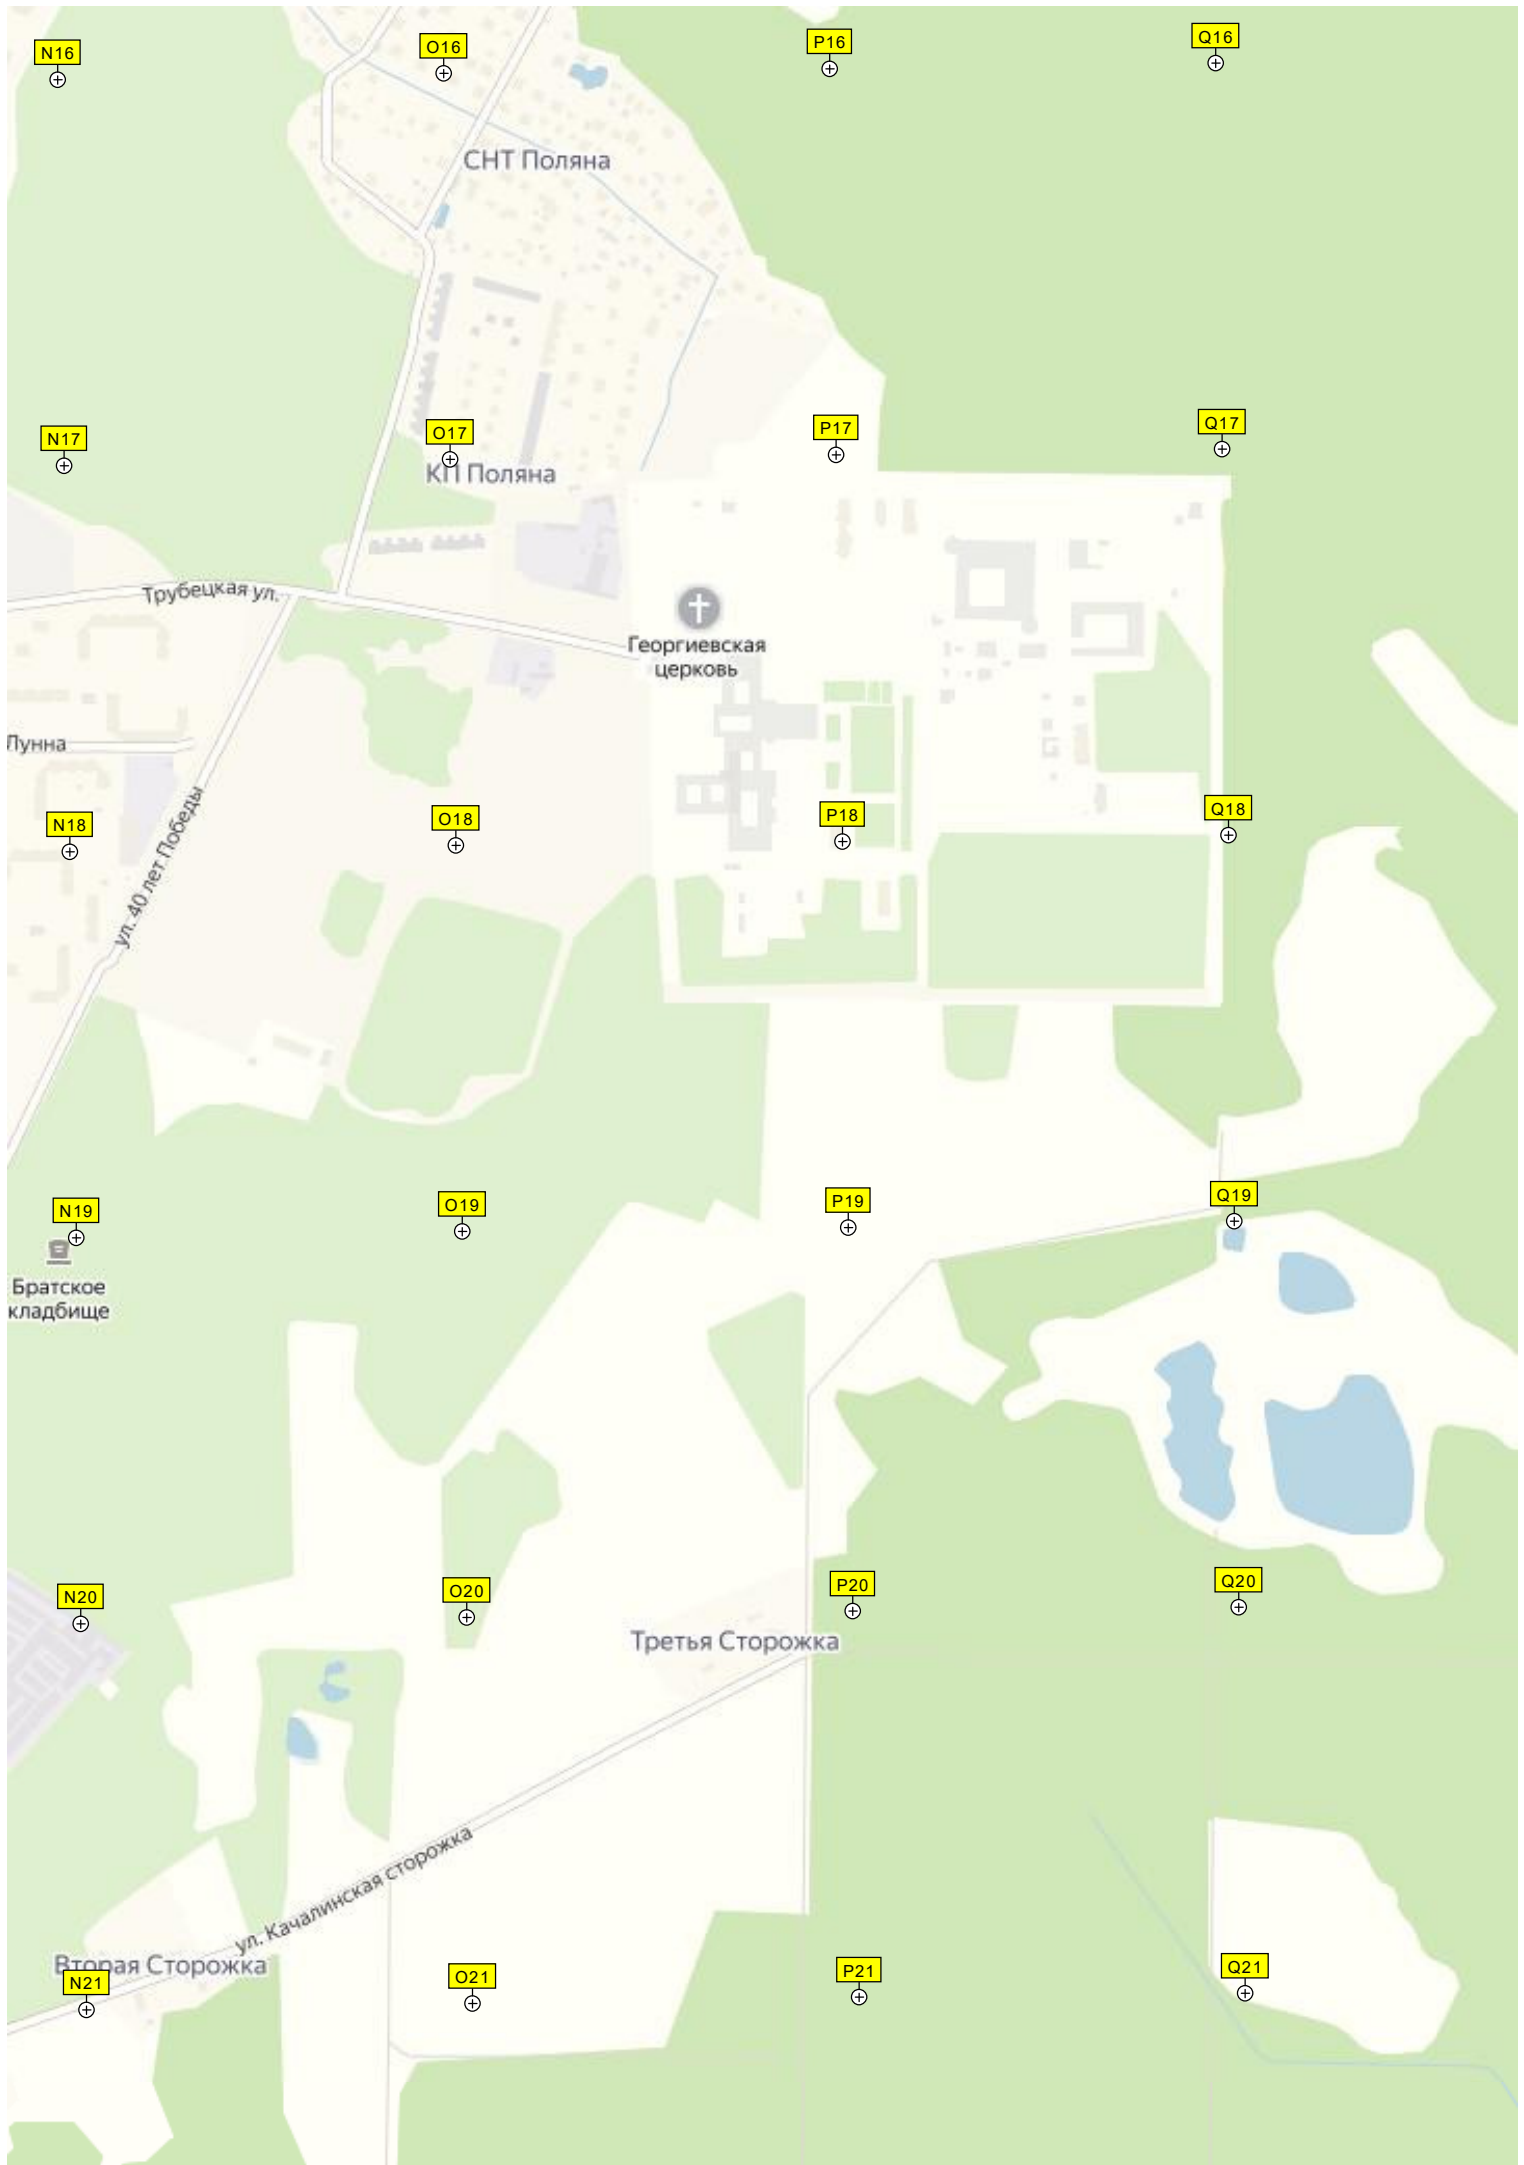 N16
O16
P16
Q16
СНТ Поляна
N17
O17
P17
Q17
КП Поляна
Трубецкая ул.
Георгиевская
церковь
Лунна
N18
O18
P18
Q18
ул. 40 лет Победы
N19
O19
P19
Q19
Братское
кладбище
N20
O20
P20
Q20
Третья Сторожка
ул. Качалинская сторожка
Вторая Сторожка
N21
O21
P21
Q21